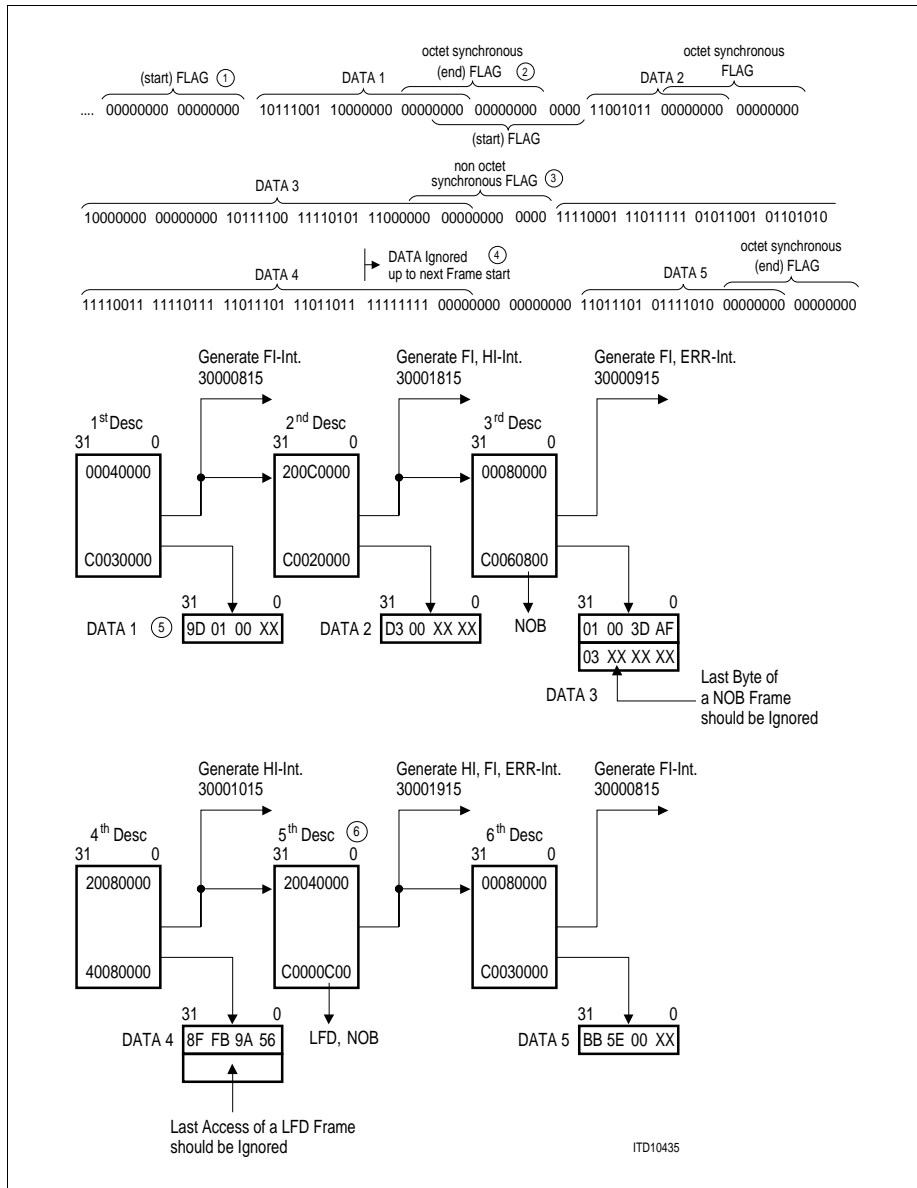 octet synchronous
octet synchronous
(start) FLAG 1
DATA 1
(end) FLAG 2
DATA 2
FLAG
.... 00000000 00000000 10111001 10000000 00000000 00000000 0000 11001011 00000000 00000000
(start) FLAG
non octet
DATA 3
synchronous FLAG 3
10000000 00000000 10111100 11110101 11000000 00000000 0000 11110001 11011111 01011001 01101010
DATA Ignored 4
up to next Frame start
octet synchronous
DATA 4
DATA 5
(end) FLAG
11110011 11110111 11011101 11011011 11111111 00000000 00000000 11011101 01111010 00000000 00000000
Generate FI-Int.
30000815
Generate FI, HI-Int.
30001815
Generate FI, ERR-Int.
30000915
1st Desc
31 0
00040000
C0030000
2nd Desc
31 0
200C0000
C0020000
3rd Desc
31 0
00080000
C0060800
31 0
DATA 1 5 9D 01 00 XX
31 0
DATA 2 D3 00 XX XX
NOB
31 0
01 00 3D AF
03 XX XX XX
DATA 3
Last Byte of
a NOB Frame
should be Ignored
Generate HI-Int.
30001015
Generate HI, FI, ERR-Int.
30001915
Generate FI-Int.
30000815
4th Desc
31 0
20080000
40080000
5th Desc 6
31 0
20040000
C0000C00
6th Desc
31 0
00080000
C0030000
31 0
DATA 4 8F FB 9A 56
LFD, NOB
31 0
DATA 5 BB 5E 00 XX
Last Access of a LFD Frame
should be Ignored
ITD10435